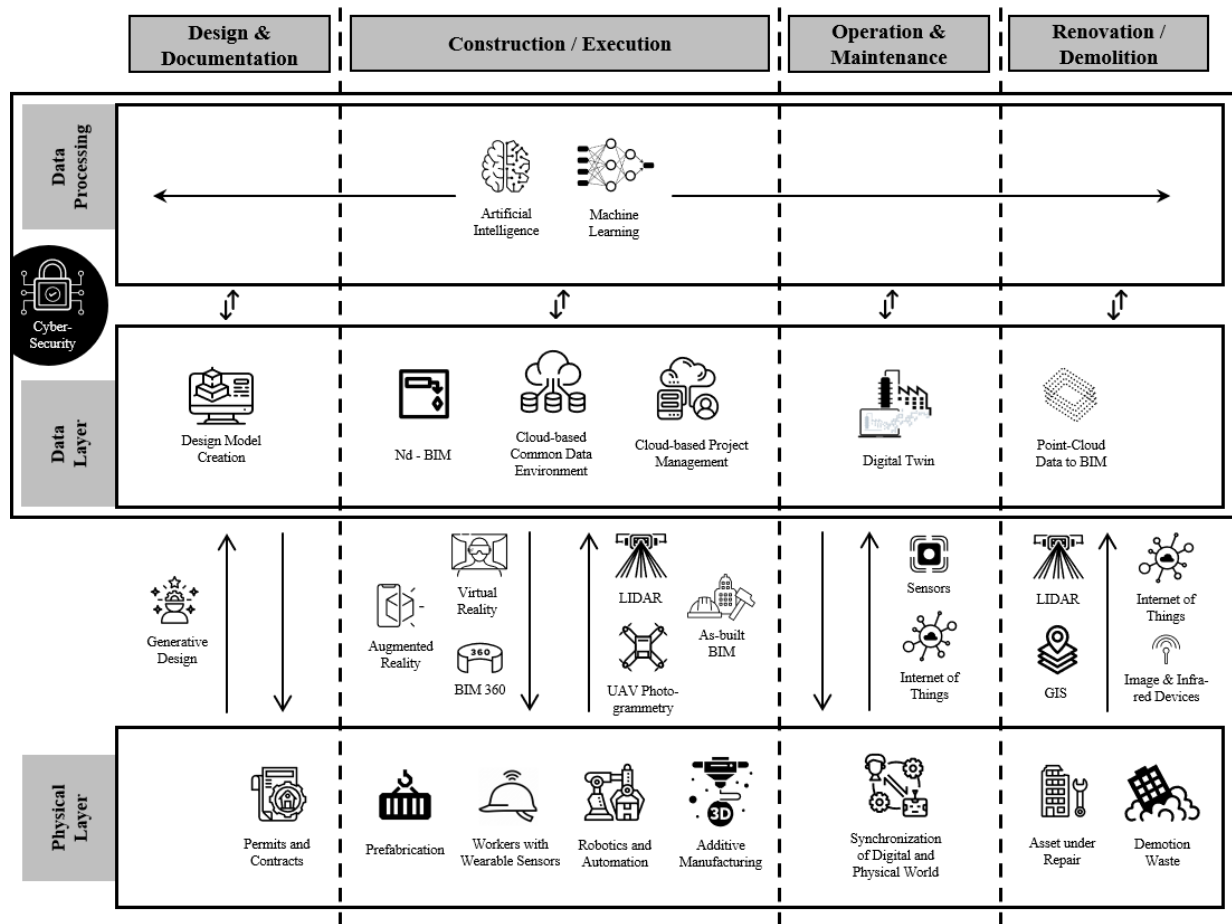 Design &
Documentation
Construction / Execution
Operation &
Maintenance
Renovation /
Demolition
Data
Processing
Artificial
Intelligence
Machine
Learning
Cyber-
Security
Data
Layer
Design Model
Creation
Nd - BIM
Cloud-based
Common Data
Environment
Cloud-based Project
Management
Digital Twin
Point-Cloud
Data to BIM
Generative
Design
Augmented
Reality
Virtual
Reality
360
BIM 360
LIDAR
UAV Photo-
grammetry
As-built
BIM
Sensors
Internet of
Things
LIDAR
GIS
Internet of
Things
Image & Infra-
red Devices
Physical
Layer
Permits and
Contracts
Prefabrication
Workers with
Wearable Sensors
Robotics and
Automation
3D
Additive
Manufacturing
Synchronization
of Digital and
Physical World
Asset under
Repair
Demotion
Waste